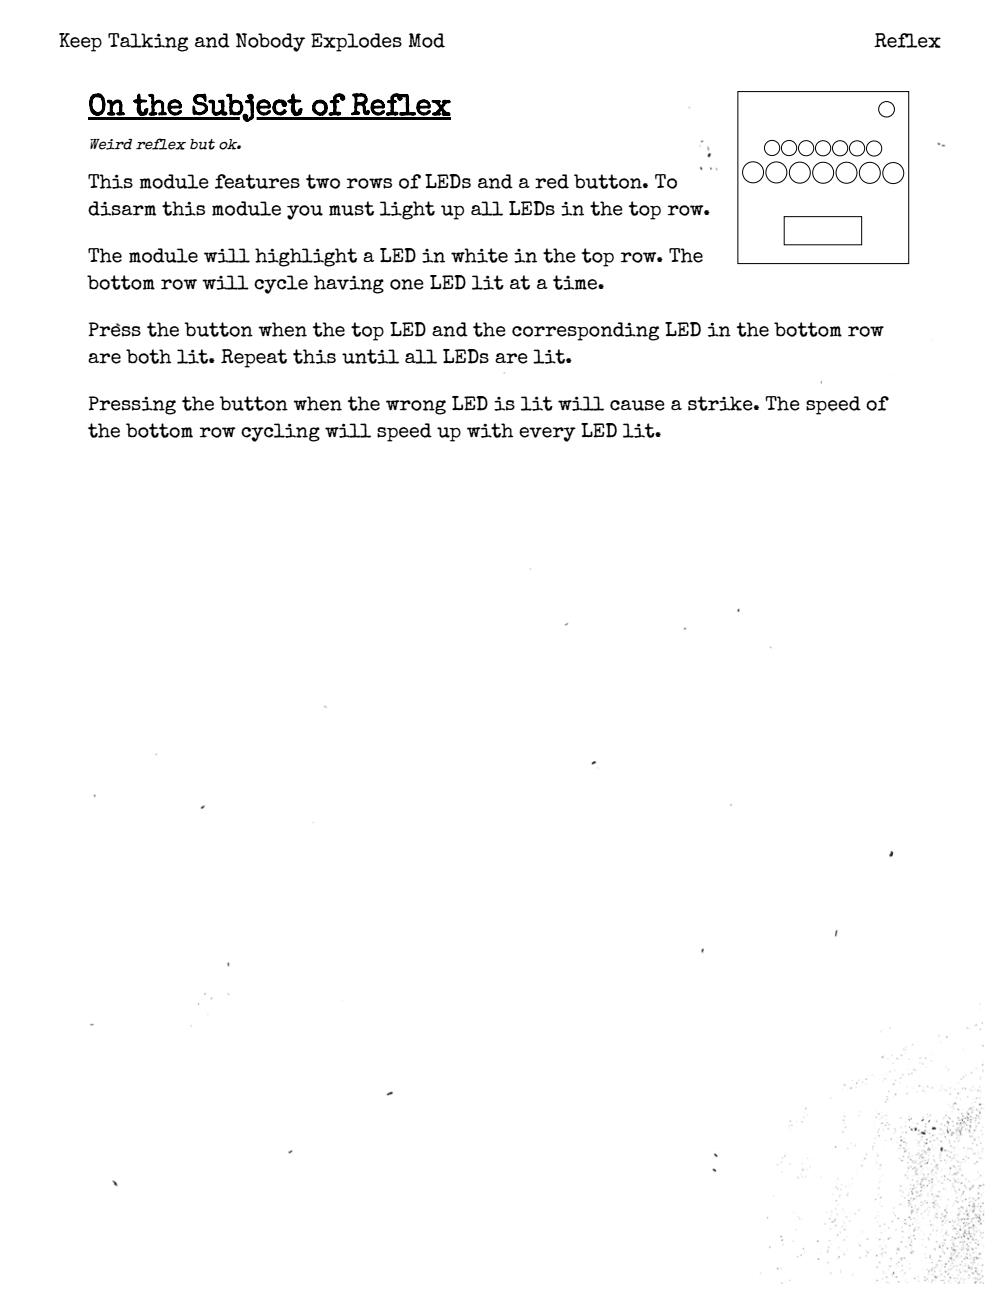 Keep Talking and Nobody Explodes Mod
Reflex
On the Subject of Reflex
Weird reflex but ok.
This module features two rows of LEDs and a red button. To
disarm this module you must light up all LEDs in the top row.
The module will highlight a LED in white in the top row. The
bottom row will cycle having one LED lit at a time.
Press the button when the top LED and the corresponding LED in the bottom row
are both lit. Repeat this until all LEDs are lit.
Pressing the button when the wrong LED is lit will cause a strike. The speed of
the bottom row cycling will speed up with every LED lit.